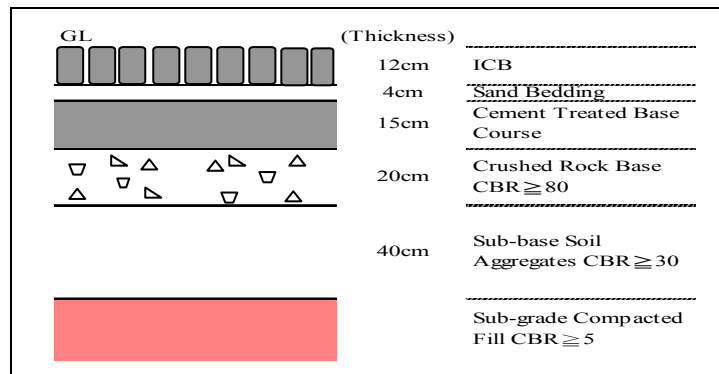 GL (Thickness)
12cm ICB
4cm Sand Bedding
15cm Cement Treated Base
Course
20cm Crushed Rock Base
CBR≧80
40cm Sub-base Soil
Aggregates CBR≧30
Sub-grade Compacted
Fill CBR≧5